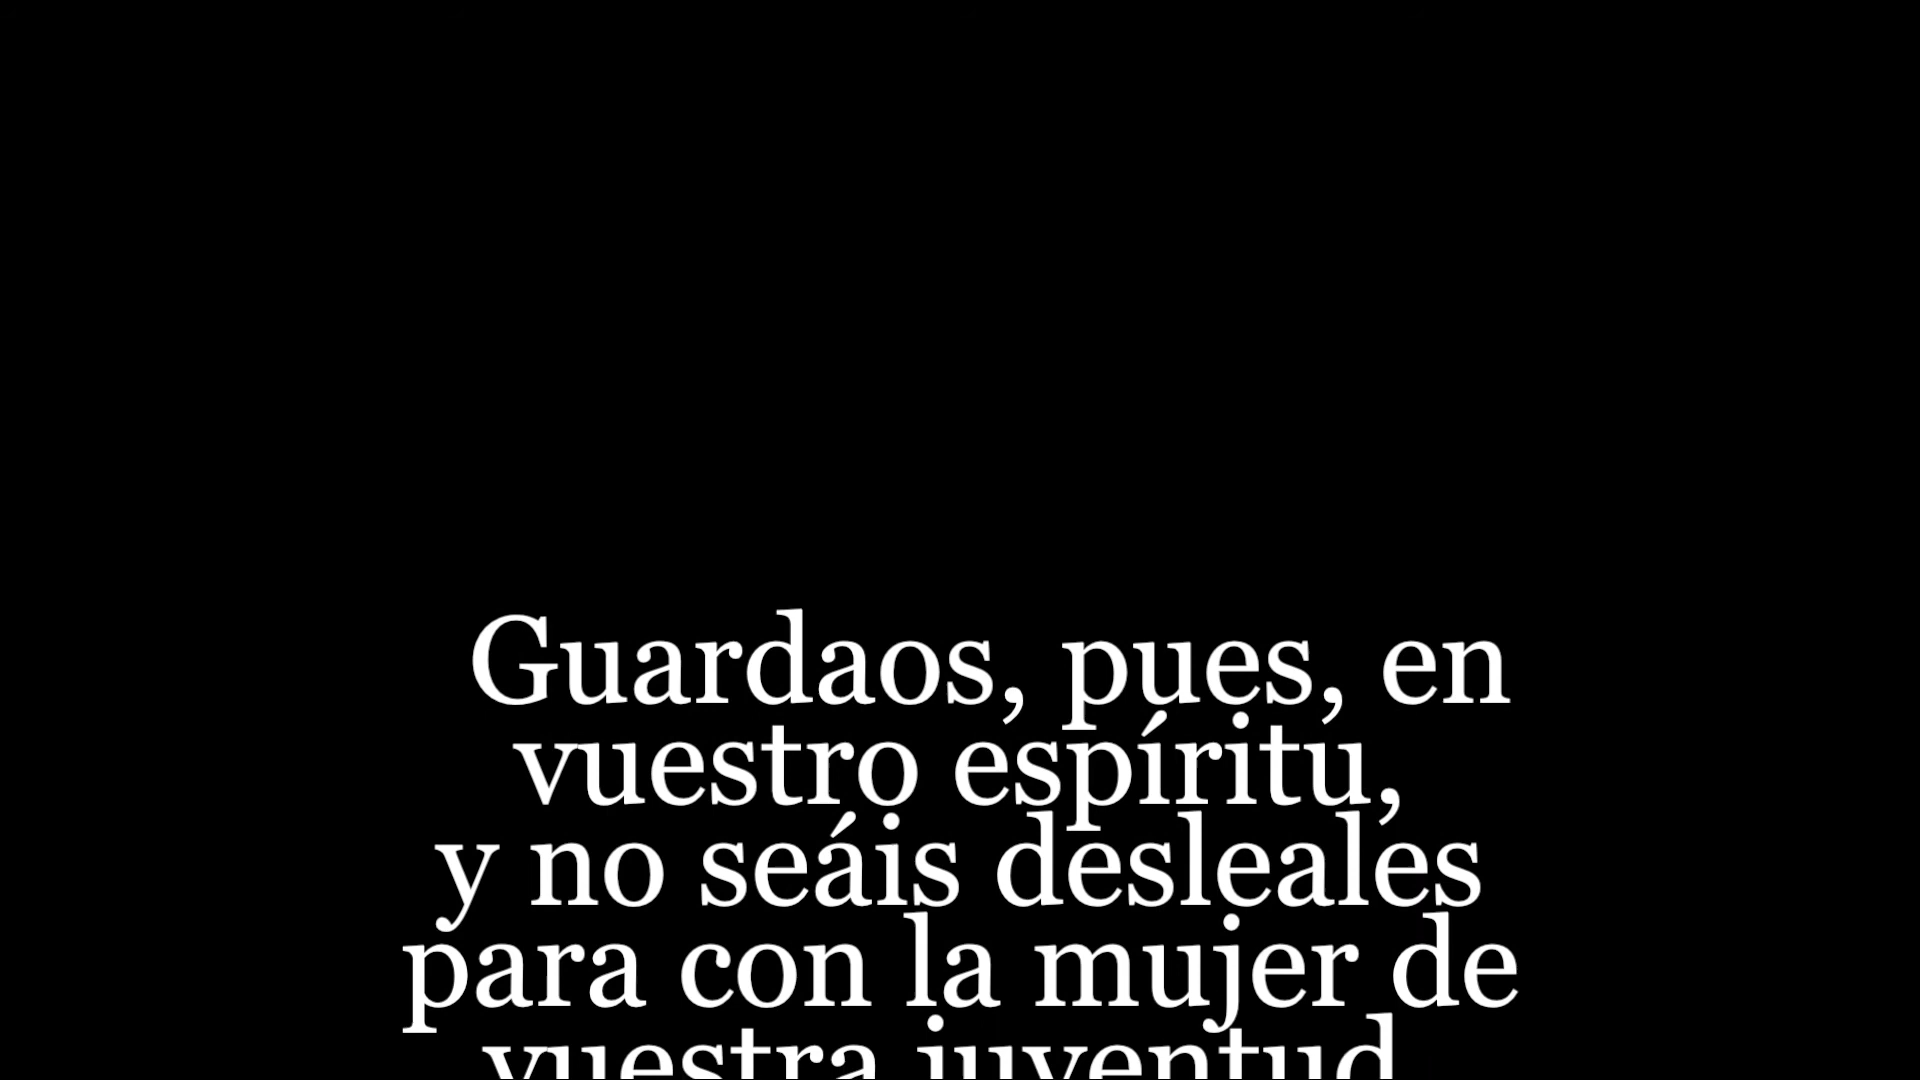 Guardaos, pues, en
vuestro espíritu,
y no seáis desleales
para con la mujer de
vuestra juventud